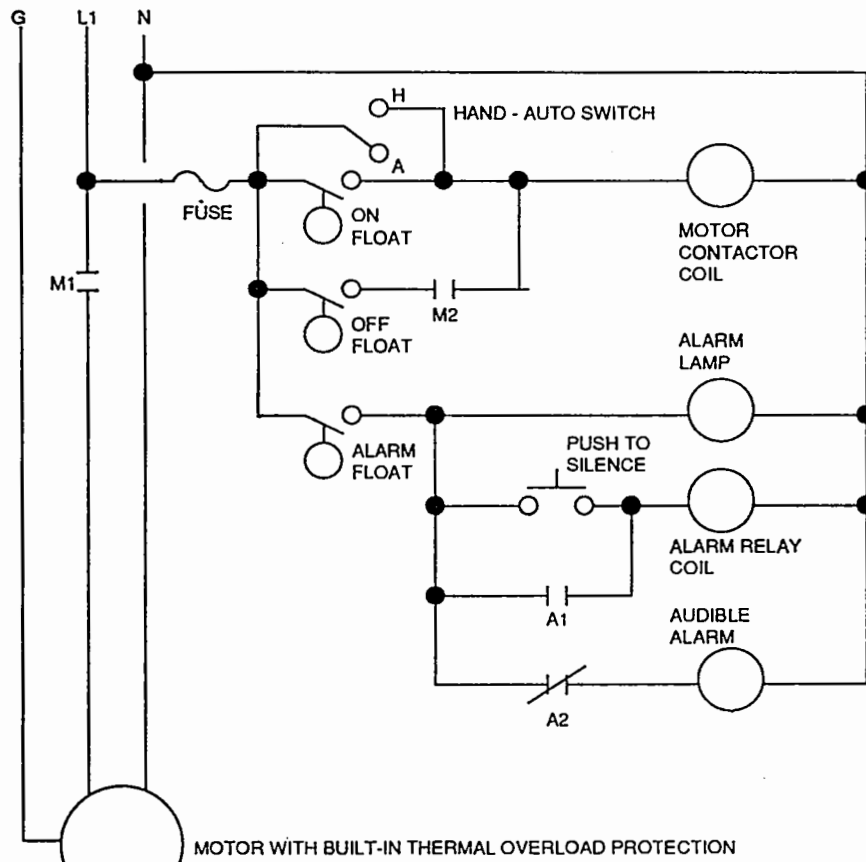 G L1 N
H
HAND - AUTO SWITCH
A
FUSE
ON
FLOAT
MOTOR
CONTACTOR
COIL
M1
M2
OFF
FLOAT
ALARM
LAMP
ALARM
FLOAT
PUSH TO
SILENCE
ALARM RELAY
COIL
A1
AUDIBLE
ALARM
A2
MOTOR WITH BUILT-IN THERMAL OVERLOAD PROTECTION